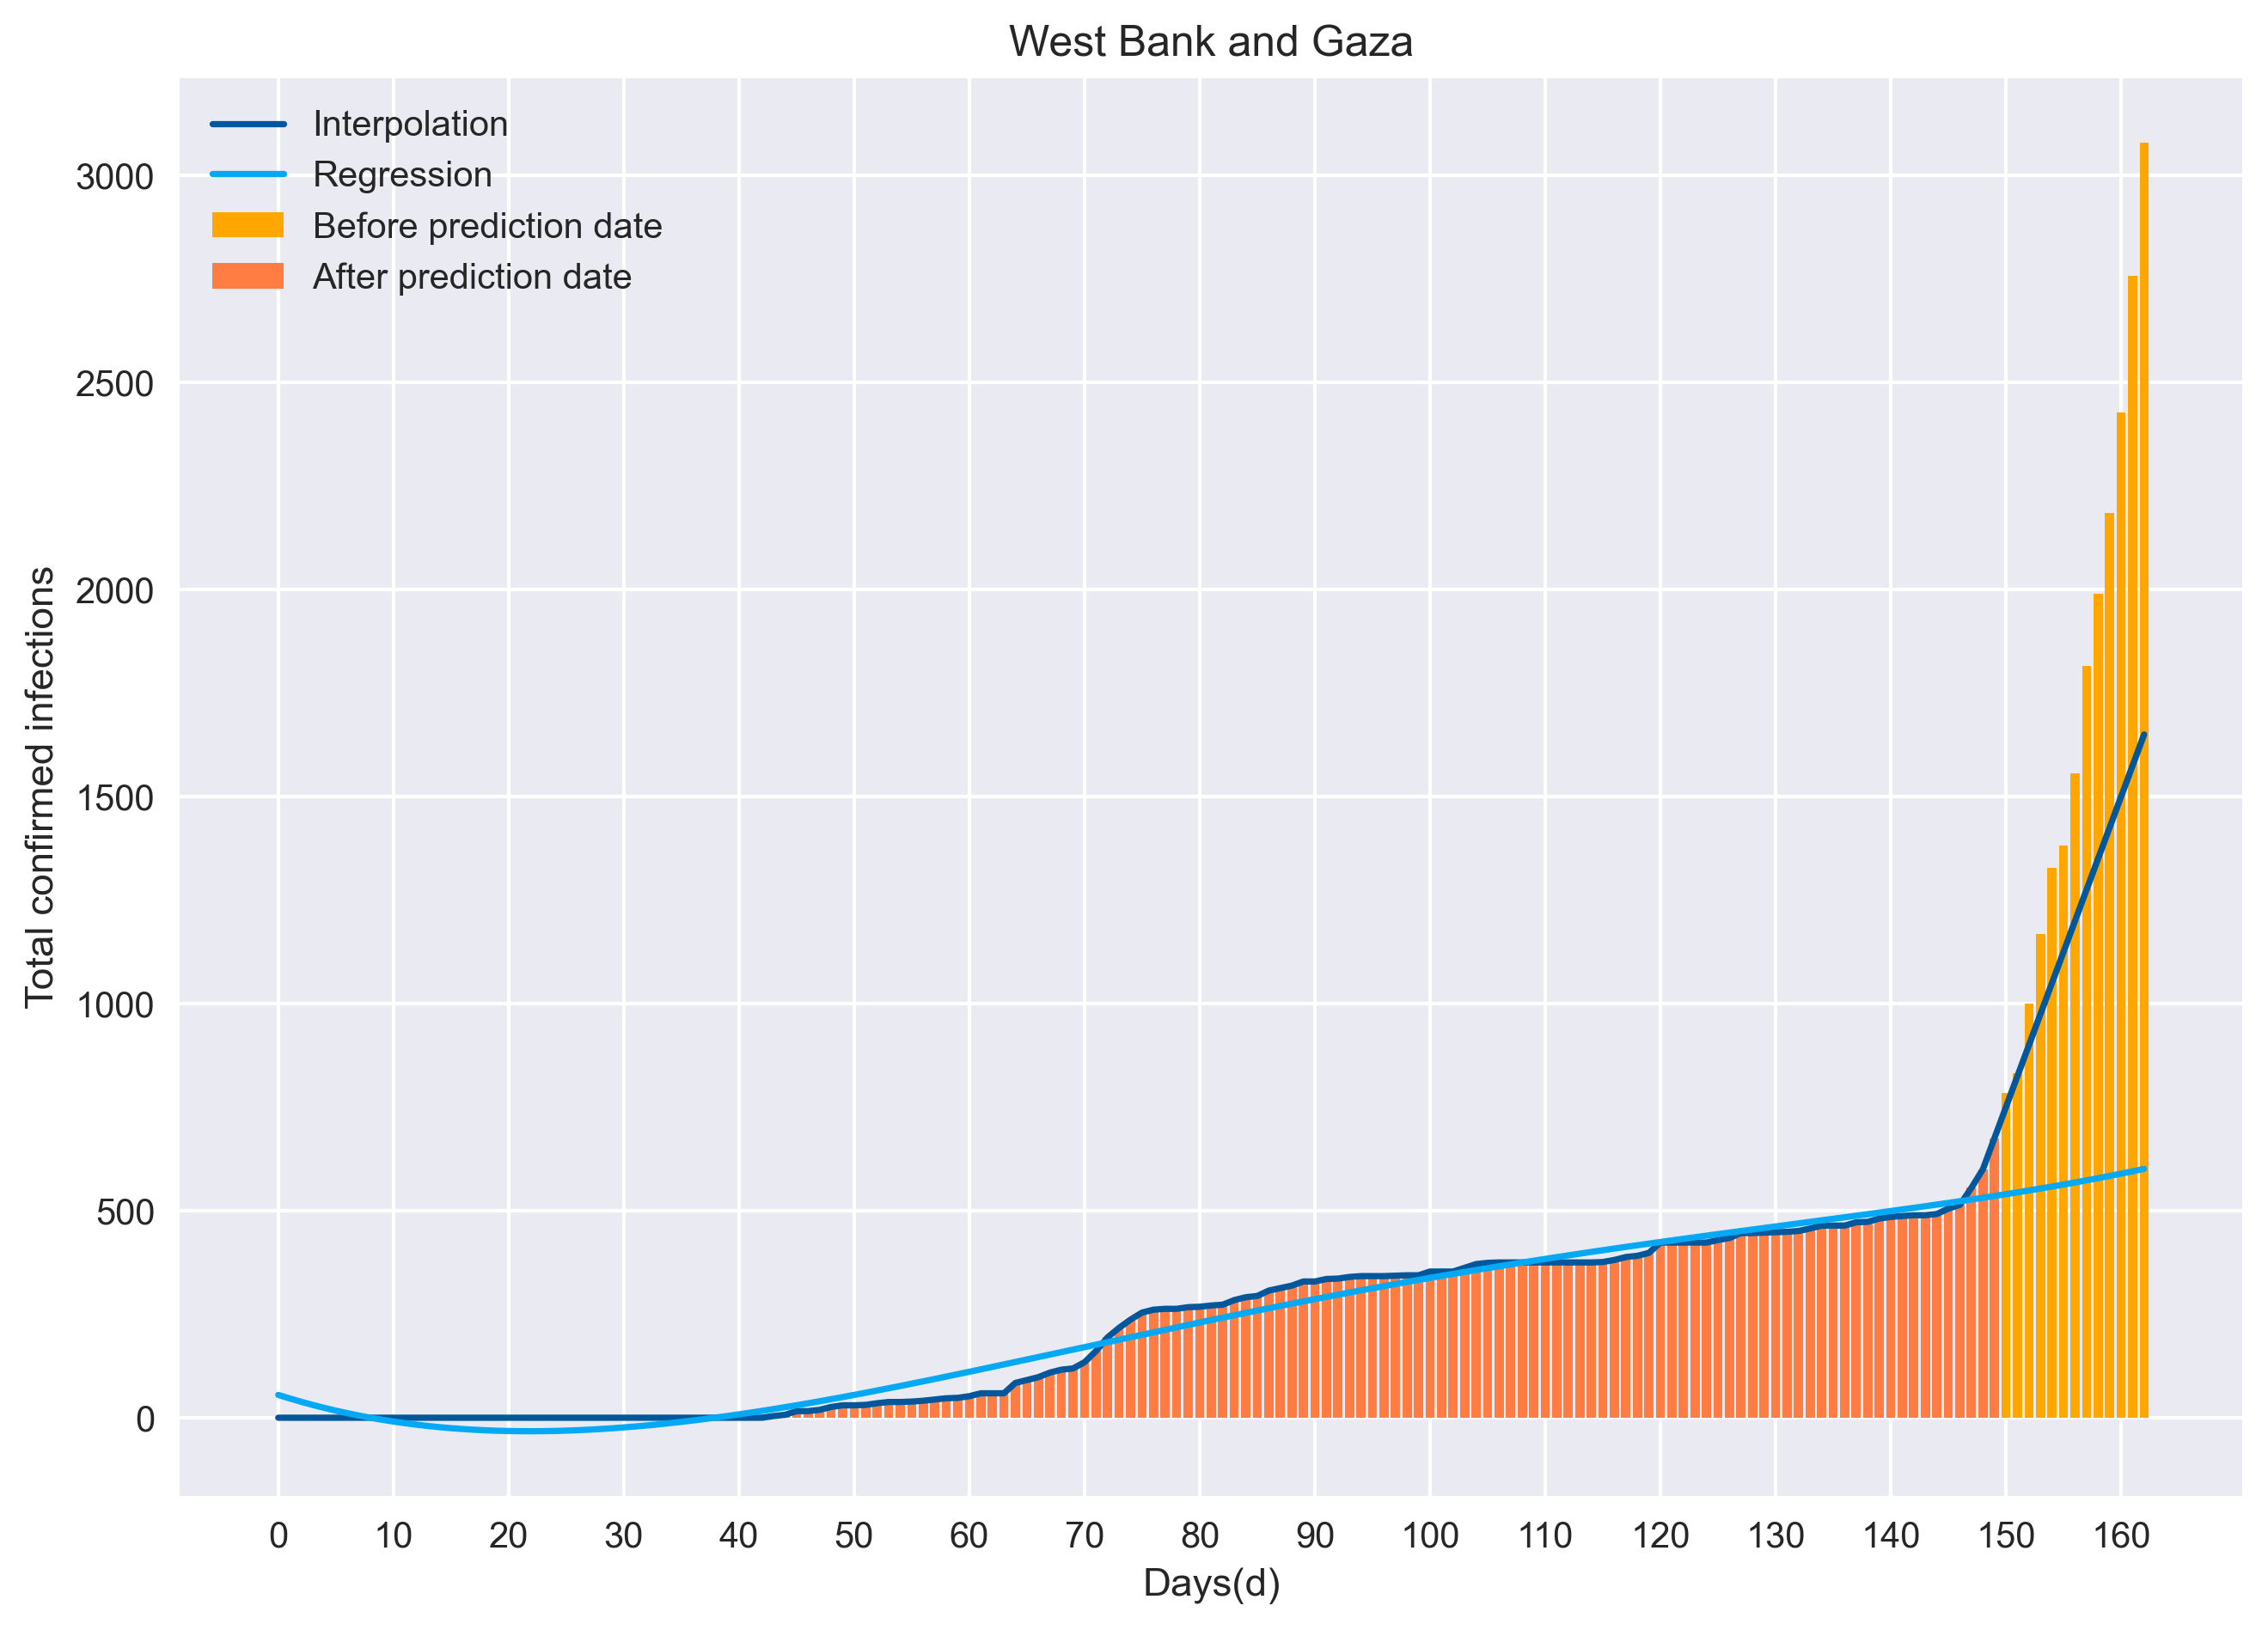 West Bank and Gaza
Interpolation
Regression
Before prediction date
After prediction date
3000
2500
2000
1500
1000
500
0
Total confirmed infections
0 10 20 30 40 50 60 70 80 90 100 110 120 130 140 150 160
Days(d)